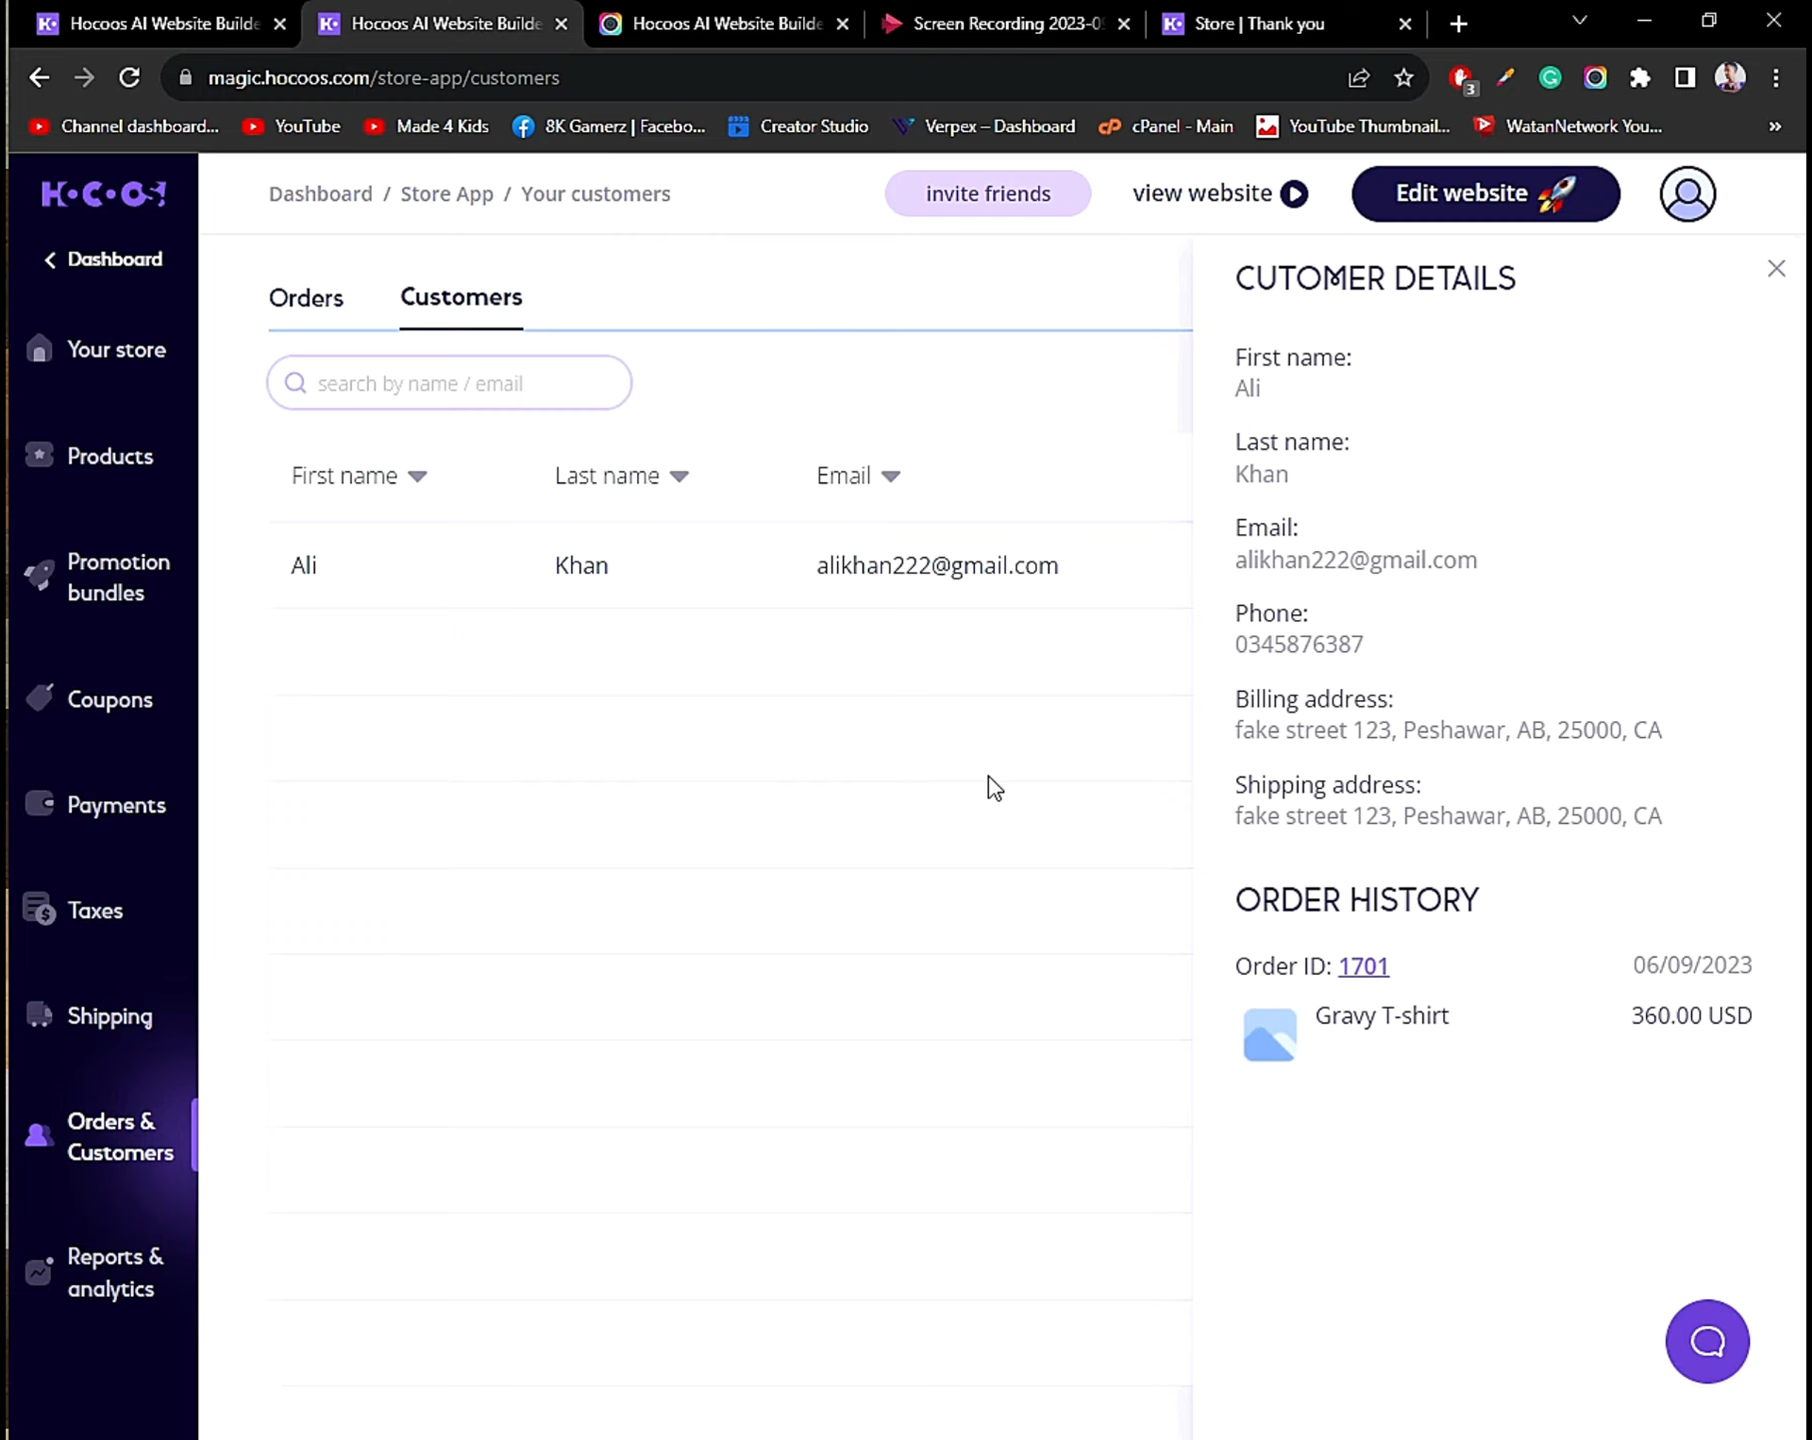 Hocoos AI Website Builde
Hocoos AI Website Builde
Hocoos AI Website Builde
Screen Recording 2023-0
Store | Thank you
magic.hocoos.com/store-app/customers
3
Channel dashboard...
YouTube
Made 4 Kids
8K Gamerz | Facebo...
Creator Studio
Verpex – Dashboard
cPanel - Main
YouTube Thumbnail...
WatanNetwork You...
»
HOCOOS
Dashboard / Store App / Your customers
invite friends
view website
Edit website
Dashboard
Your store
Products
Promotion
bundles
Coupons
Payments
Taxes
Shipping
Orders &
Customers
Reports &
analytics
Orders
Customers
search by name / email
First name
Last name
Email
Ali
Khan
alikhan222@gmail.com
CUTOMER DETAILS
First name:
Ali
Last name:
Khan
Email:
alikhan222@gmail.com
Phone:
0345876387
Billing address:
fake street 123, Peshawar, AB, 25000, CA
Shipping address:
fake street 123, Peshawar, AB, 25000, CA
ORDER HISTORY
Order ID: 1701
06/09/2023
Gravy T-shirt
360.00 USD